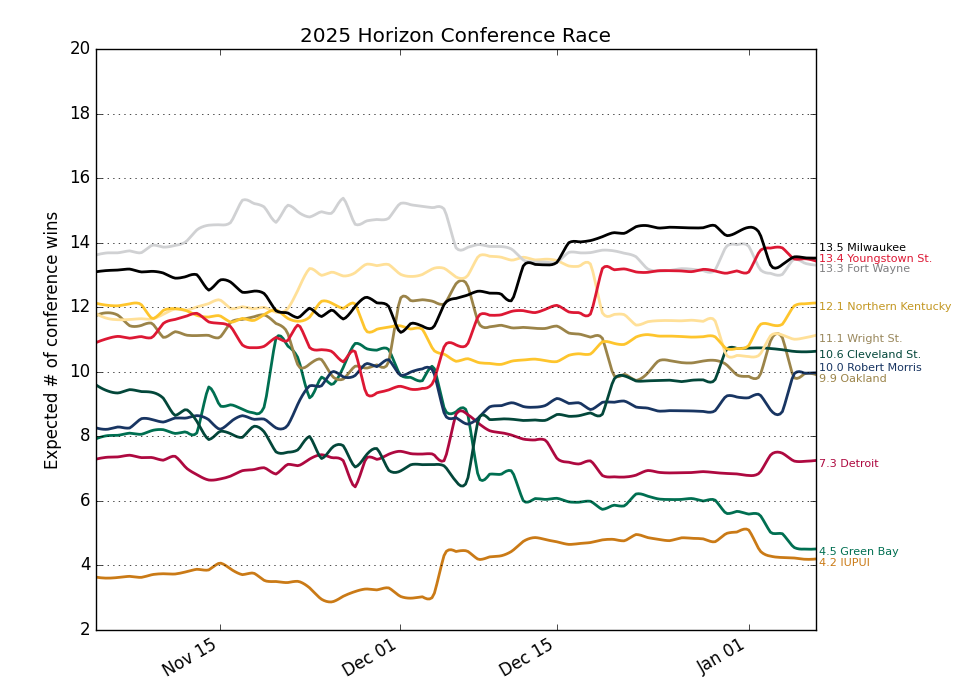 2025 Horizon Conference Race
Expected # of conference wins
20
18
16
14
12
10
8
6
4
2
Nov 15
Dec 01
Dec 15
Jan 01
13.5 Milwaukee
13.4 Youngstown St.
13.3 Fort Wayne
12.1 Northern Kentucky
11.1 Wright St.
10.6 Cleveland St.
10.0 Robert Morris
9.9 Oakland
7.3 Detroit
4.5 Green Bay
4.2 IUPUI